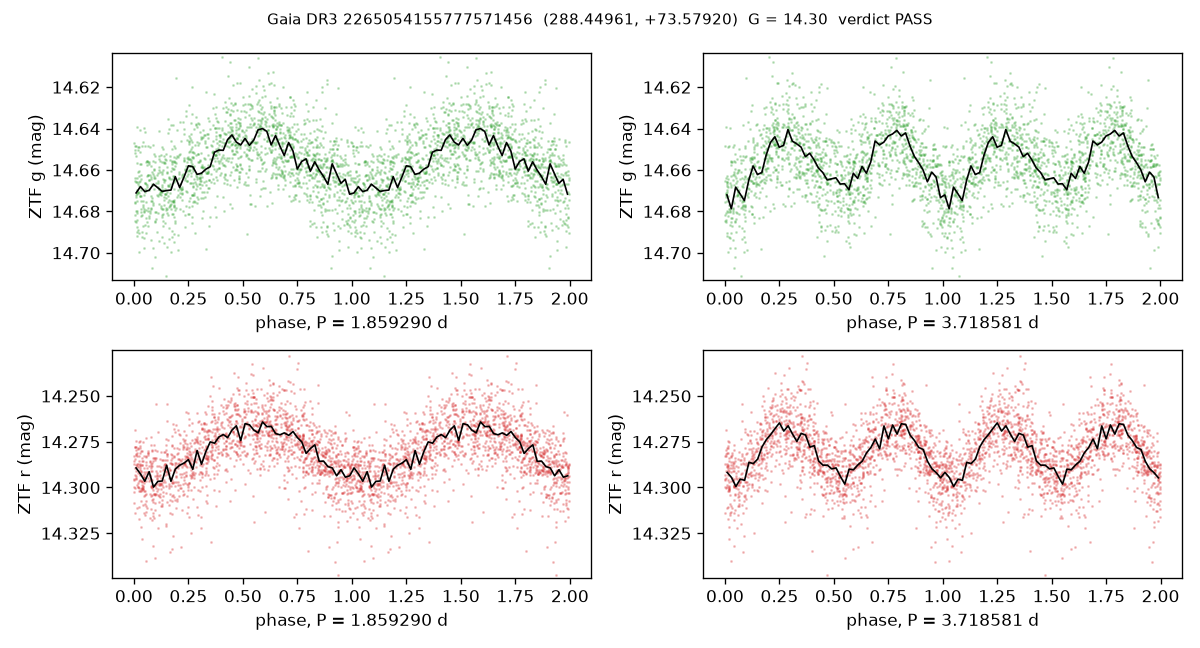 Gaia DR3 2265054155777571456 (288.44961, +73.57920) G = 14.30 verdict PASS
ZTF g (mag)
14.62
14.64
14.66
14.68
14.70
0.00 0.25 0.50 0.75 1.00 1.25 1.50 1.75 2.00
phase, P = 1.859290 d
ZTF g (mag)
14.62
14.64
14.66
14.68
14.70
0.00 0.25 0.50 0.75 1.00 1.25 1.50 1.75 2.00
phase, P = 3.718581 d
ZTF r (mag)
14.250
14.275
14.300
14.325
0.00 0.25 0.50 0.75 1.00 1.25 1.50 1.75 2.00
phase, P = 1.859290 d
ZTF r (mag)
14.250
14.275
14.300
14.325
0.00 0.25 0.50 0.75 1.00 1.25 1.50 1.75 2.00
phase, P = 3.718581 d